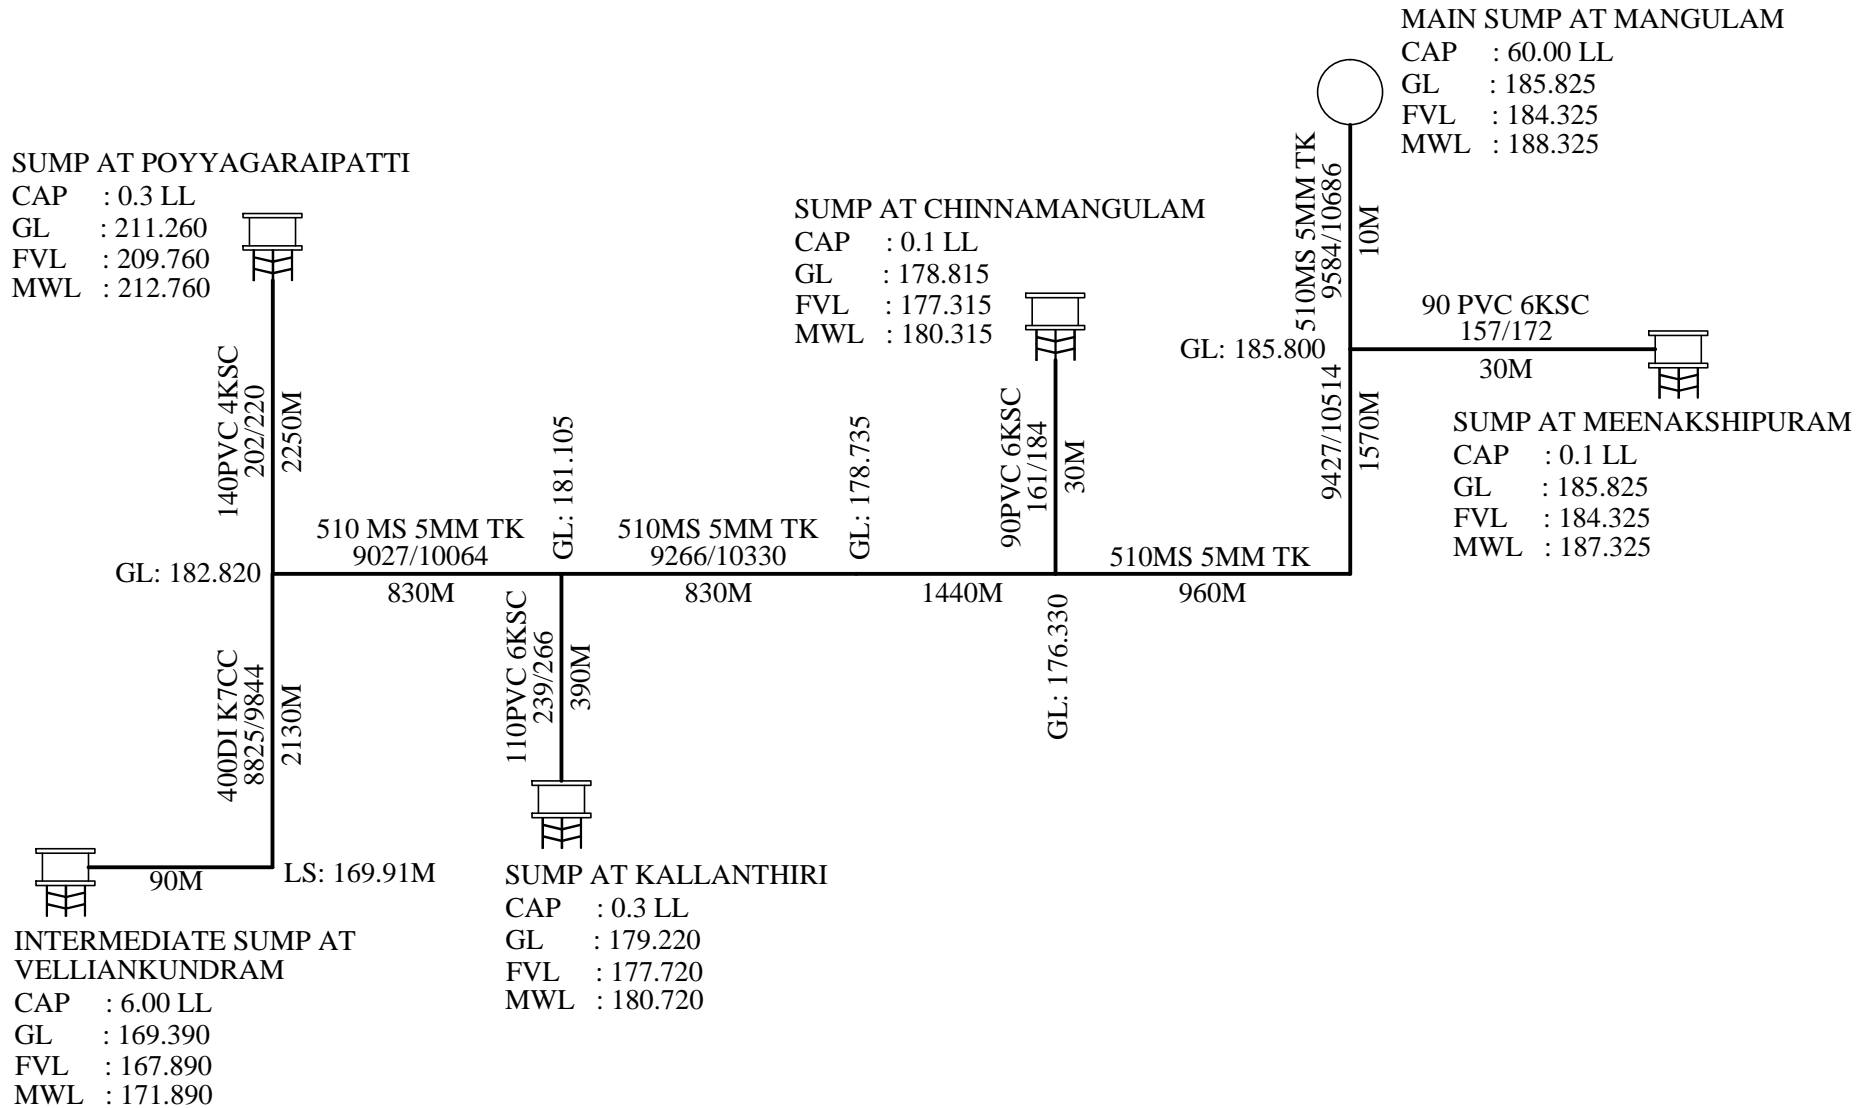 MAIN SUMP AT MANGULAM
CAP : 60.00 LL
GL : 185.825
FVL : 184.325
MWL : 188.325
SUMP AT POYYAGARAIPATTI
CAP : 0.3 LL
GL : 211.260
FVL : 209.760
MWL : 212.760
SUMP AT CHINNAMANGULAM
CAP : 0.1 LL
GL : 178.815
FVL : 177.315
MWL : 180.315
510MS 5MM TK
9584/10686
10M
90 PVC 6KSC
157/172
30M
GL: 185.800
SUMP AT MEENAKSHIPURAM
CAP : 0.1 LL
GL : 185.825
FVL : 184.325
MWL : 187.325
9427/10514
1570M
140PVC 4KSC
202/220
2250M
GL: 182.820
510 MS 5MM TK
9027/10064
830M
GL: 181.105
510MS 5MM TK
9266/10330
830M
GL: 178.735
1440M
90PVC 6KSC
161/184
30M
510MS 5MM TK
960M
GL: 176.330
400DI K7CC
8825/9844
2130M
110PVC 6KSC
239/266
390M
90M
LS: 169.91M
SUMP AT KALLANTHIRI
CAP : 0.3 LL
GL : 179.220
FVL : 177.720
MWL : 180.720
INTERMEDIATE SUMP AT
VELLIANKUNDRAM
CAP : 6.00 LL
GL : 169.390
FVL : 167.890
MWL : 171.890